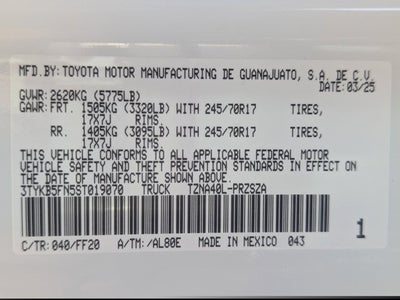 MFD.BY:TOYOTA MOTOR MANUFACTURING DE GUANAJUATO, S.A. DE C.V.
GVWR:2620KG (5775LB) DATE: 03/25
GAWR:FRT. 1505KG (3320LB) WITH 245/70R17 TIRES,
17X7J RIMS.
RR. 1405KG (3095LB) WITH 245/70R17 TIRES,
17X7J RIMS.
THIS VEHICLE CONFORMS TO ALL APPLICABLE FEDERAL MOTOR
VEHICLE SAFETY AND THEFT PREVENTION STANDARDS IN EFFECT ON
THE DATE OF MANUFACTURE SHOWN ABOVE.
3TYKB5FN5ST019070 TRUCK TZNA40L-PRZSZA
1
C/TR:040/FF20 A/TM:/AL80E MADE IN MEXICO 043